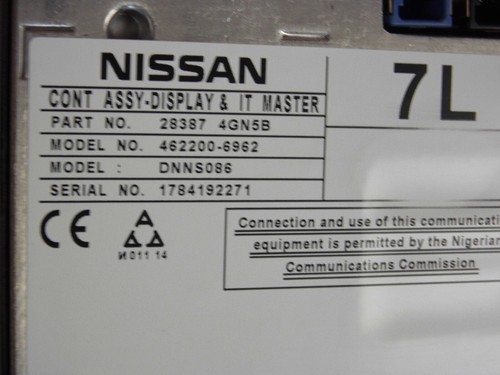 NISSAN
7L
CONT ASSY-DISPLAY & IT MASTER
PART NO. 28387 4GN5B
MODEL NO. 462200-6962
MODEL : DNNS086
SERIAL NO. 1784192271
CE
И011 14
Connection and use of this communicati
equipment is permitted by the Nigerian
Communications Commission